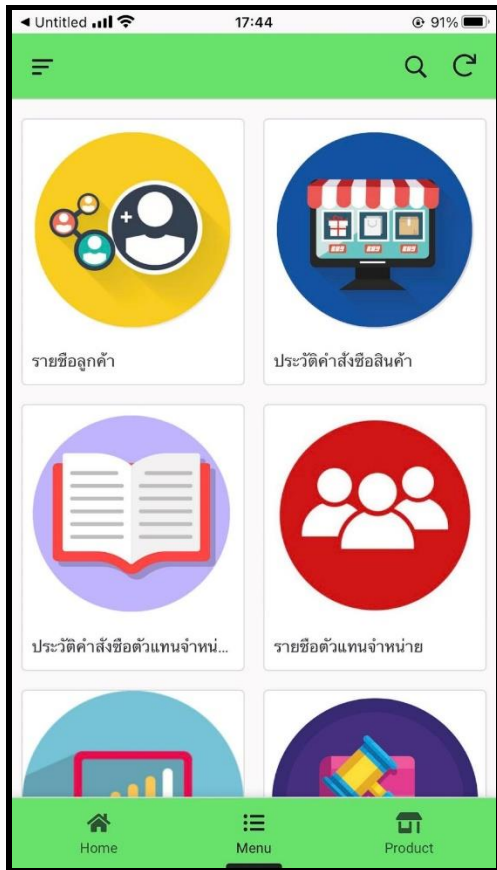 ◀ Untitled 17:44 91%
รายชื่อลูกค้า
ประวัติคำสั่งซื้อสินค้า
ประวัติคำสั่งซื้อตัวแทนจำหน่...
รายชื่อตัวแทนจำหน่าย
Home Menu Product